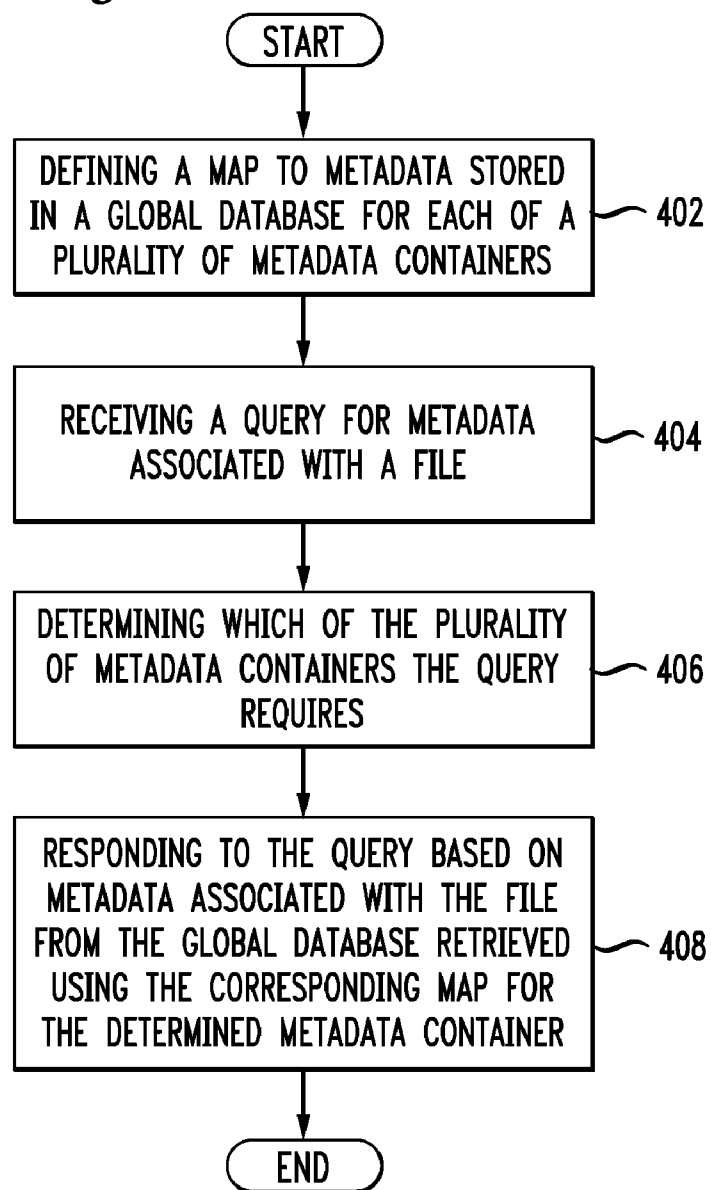 START
DEFINING A MAP TO METADATA STORED
IN A GLOBAL DATABASE FOR EACH OF A
PLURALITY OF METADATA CONTAINERS
402
RECEIVING A QUERY FOR METADATA
ASSOCIATED WITH A FILE
404
DETERMINING WHICH OF THE PLURALITY
OF METADATA CONTAINERS THE QUERY
REQUIRES
406
RESPONDING TO THE QUERY BASED ON
METADATA ASSOCIATED WITH THE FILE
FROM THE GLOBAL DATABASE RETRIEVED
USING THE CORRESPONDING MAP FOR
THE DETERMINED METADATA CONTAINER
408
END